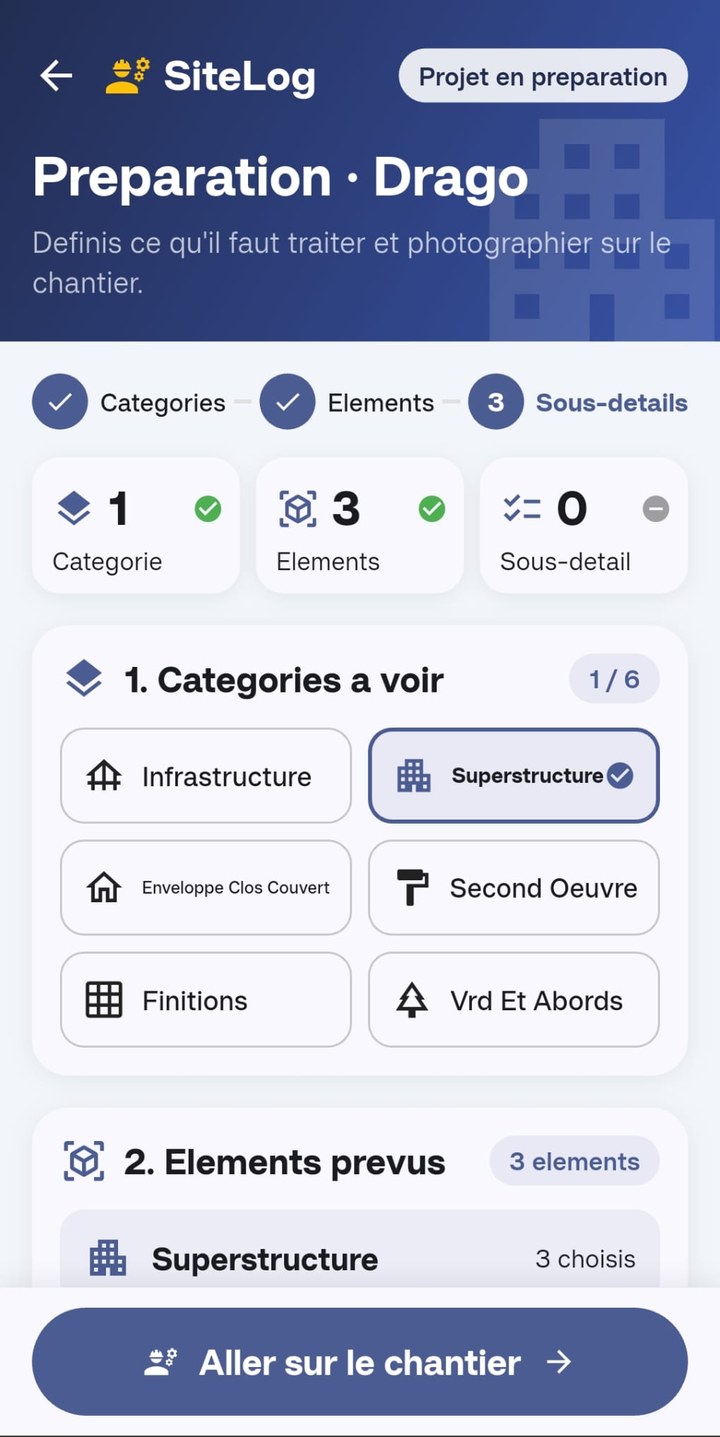 SiteLog
Projet en preparation
Preparation · Drago
Definis ce qu'il faut traiter et photographier sur le
chantier.
Categories
Elements
3 Sous-details
1
Categorie
3
Elements
0
Sous-detail
1. Categories a voir
1 / 6
Infrastructure
Superstructure
Enveloppe Clos Couvert
Second Oeuvre
Finitions
Vrd Et Abords
2. Elements prevus
3 elements
Superstructure
3 choisis
Aller sur le chantier